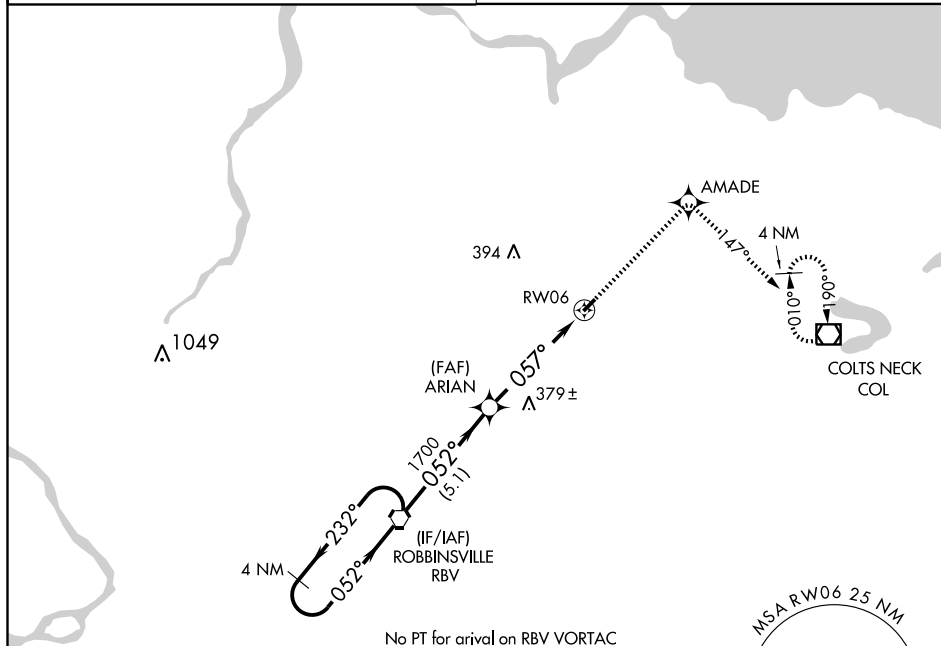 AMADE
147°
4 NM
010°
190°
394
RW06
COLTS NECK
COL
1049
(FAF)
ARIAN
057°
379±
1700
052°
(5.1)
232°
(IF/IAF)
ROBBINSVILLE
RBV
4 NM
052°
No PT for arival on RBV VORTAC
MSA RW06 25 NM